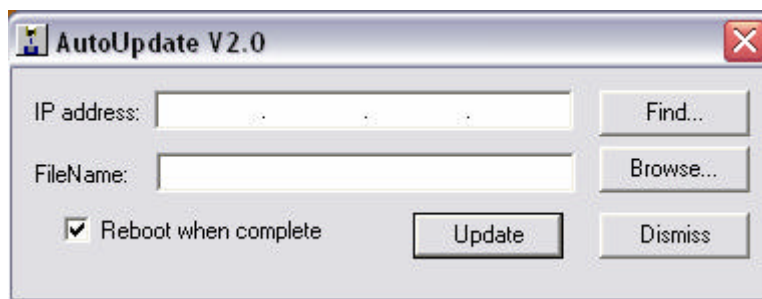 AutoUpdate V2.0
IP address: . . . Find...
FileName: Browse...
Reboot when complete Update Dismiss